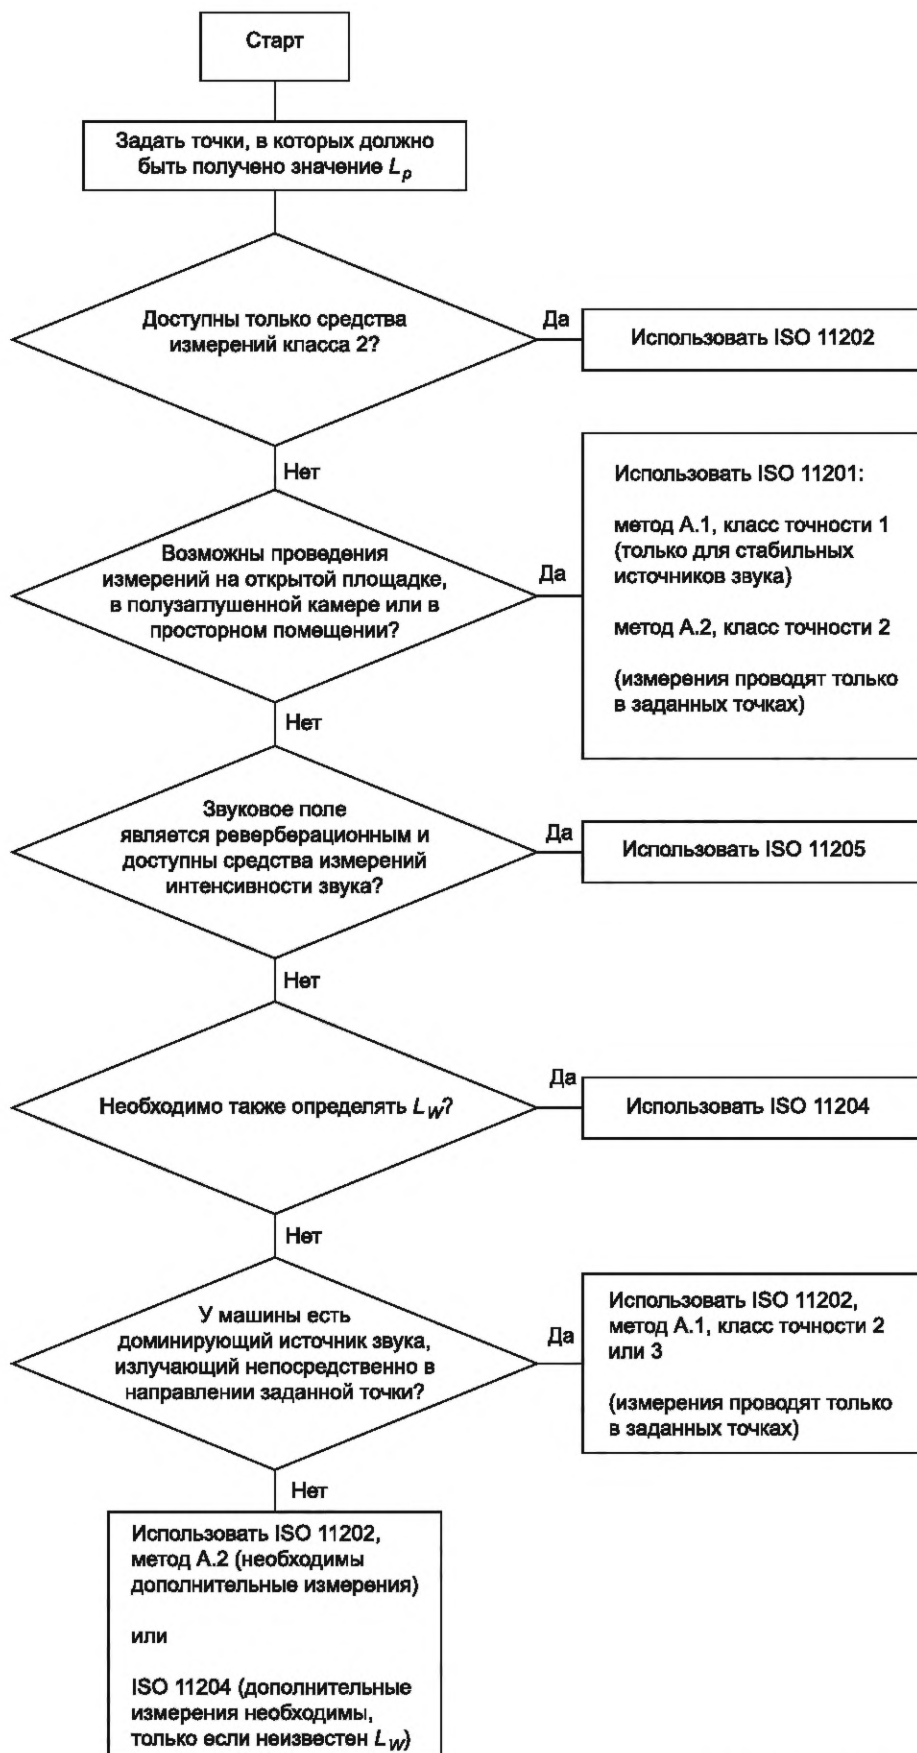 Старт
Задать точки, в которых должно
быть получено значение Lp
Доступны только средства
измерений класса 2?
Да
Использовать ISO 11202
Нет
Возможны проведения
измерений на открытой площадке,
в полузаглушенной камере или в
просторном помещении?
Да
Использовать ISO 11201:
метод А.1, класс точности 1
(только для стабильных
источников звука)
метод А.2, класс точности 2
(измерения проводят только
в заданных точках)
Нет
Звуковое поле
является реверберационным и
доступны средства измерений
интенсивности звука?
Да
Использовать ISO 11205
Нет
Необходимо также определять LW?
Да
Использовать ISO 11204
Нет
У машины есть
доминирующий источник звука,
излучающий непосредственно в
направлении заданной точки?
Да
Использовать ISO 11202,
метод А.1, класс точности 2
или 3
(измерения проводят только
в заданных точках)
Нет
Использовать ISO 11202,
метод А.2 (необходимы
дополнительные измерения)
или
ISO 11204 (дополнительные
измерения необходимы,
только если неизвестен LW)